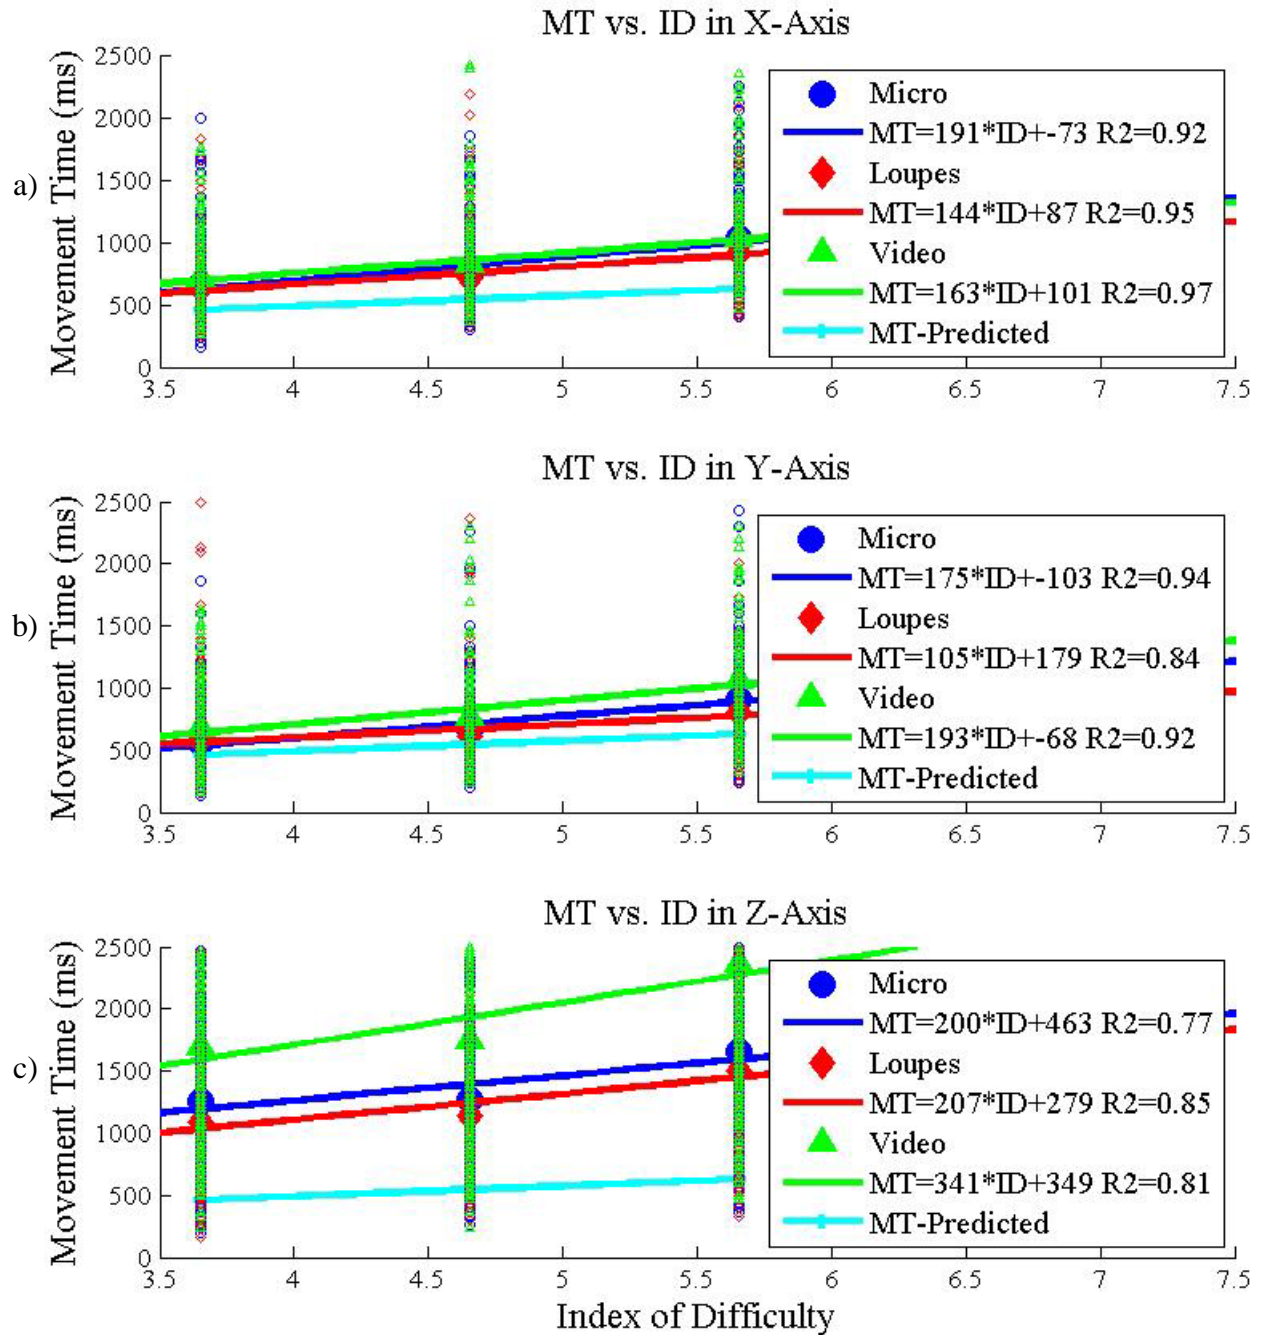 MT vs. ID in X-Axis
a)
Movement Time (ms)
2500
2000
1500
1000
500
0
3.5 4 4.5 5 5.5 6 6.5 7 7.5
Micro
MT=191*ID+-73 R2=0.92
Loupes
MT=144*ID+87 R2=0.95
Video
MT=163*ID+101 R2=0.97
MT-Predicted
MT vs. ID in Y-Axis
b)
Movement Time (ms)
2500
2000
1500
1000
500
0
3.5 4 4.5 5 5.5 6 6.5 7 7.5
Micro
MT=175*ID+-103 R2=0.94
Loupes
MT=105*ID+179 R2=0.84
Video
MT=193*ID+-68 R2=0.92
MT-Predicted
MT vs. ID in Z-Axis
c)
Movement Time (ms)
2500
2000
1500
1000
500
0
3.5 4 4.5 5 5.5 6 6.5 7 7.5
Micro
MT=200*ID+463 R2=0.77
Loupes
MT=207*ID+279 R2=0.85
Video
MT=341*ID+349 R2=0.81
MT-Predicted
Index of Difficulty